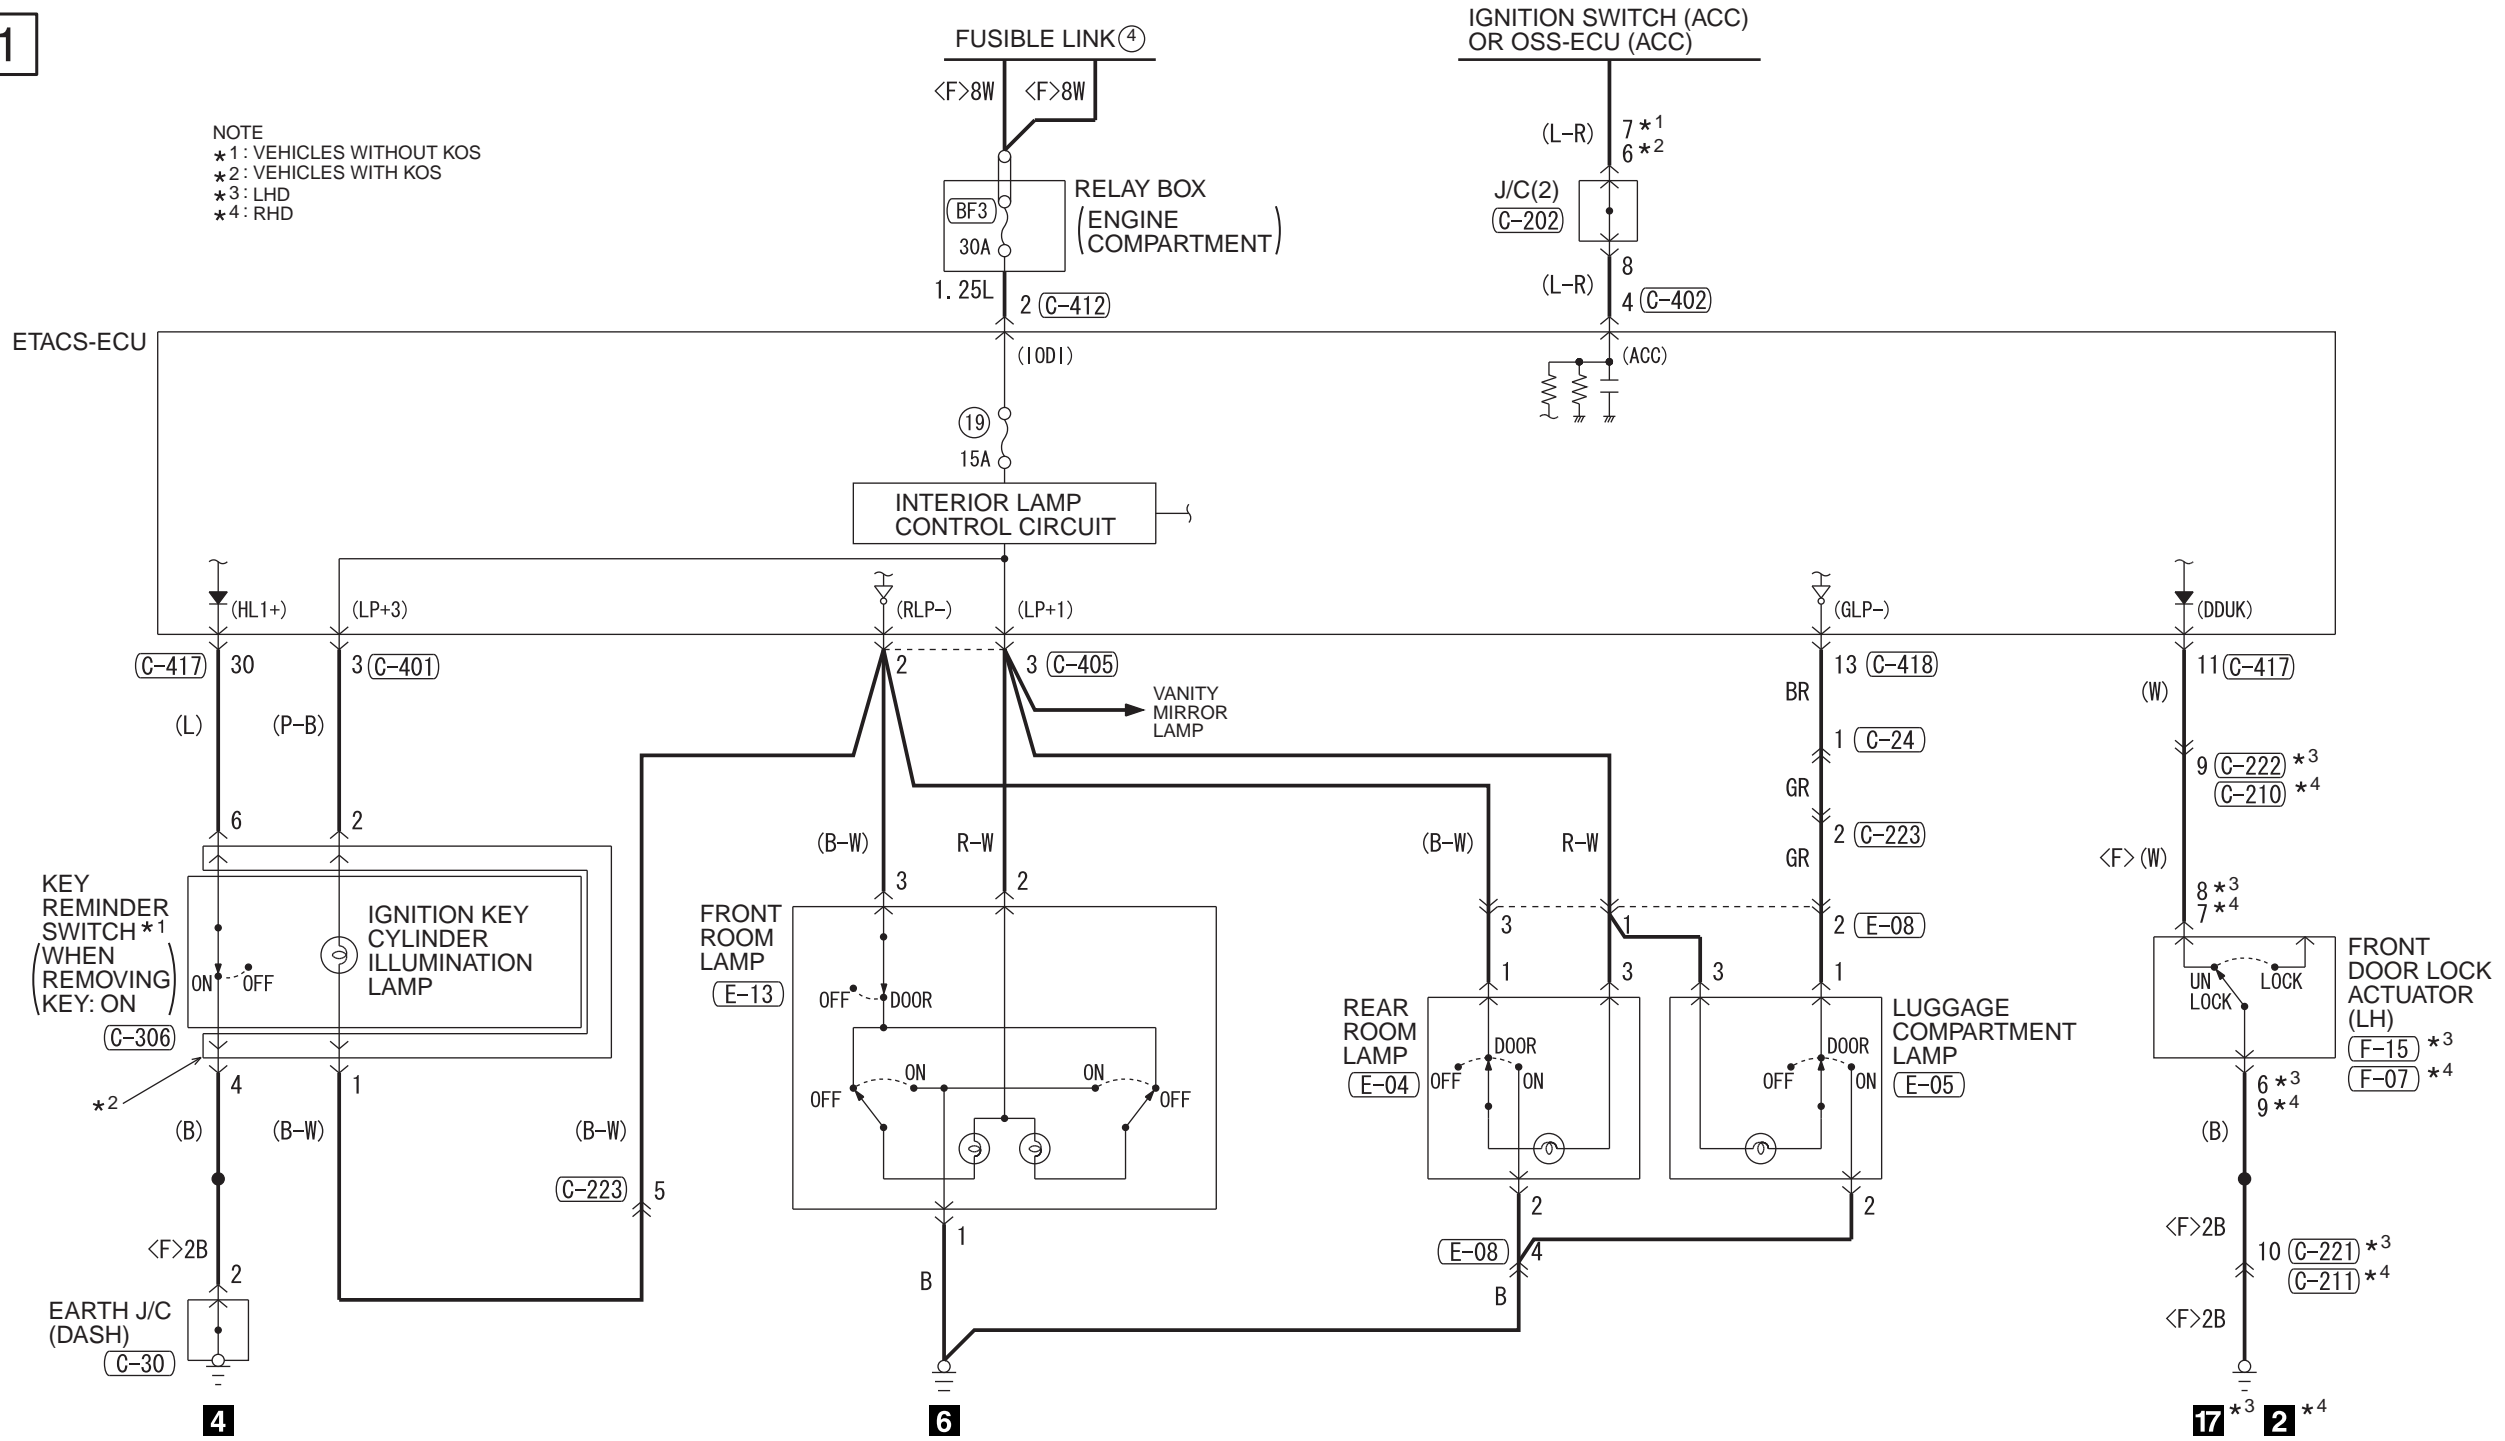 1
NOTE
*1: VEHICLES WITHOUT KOS
*2: VEHICLES WITH KOS
*3: LHD
*4: RHD
FUSIBLE LINK 4
<F>8W <F>8W
BF3
30A
RELAY BOX
(ENGINE
COMPARTMENT)
1.25L
2 C-412
IGNITION SWITCH (ACC)
OR OSS-ECU (ACC)
(L-R) 7 *1
6 *2
J/C(2)
C-202
8
(L-R)
4 C-402
ETACS-ECU
(IODI)
(ACC)
19
15A
INTERIOR LAMP
CONTROL CIRCUIT
(HL1+) (LP+3) (RLP-) (LP+1) (GLP-) (DDUK)
C-417 30
3 C-401
2
3 C-405
13 C-418
11 C-417
VANITY
MIRROR
LAMP
(L) (P-B)
BR
(W)
1 C-24
GR
2 C-223
GR
9 C-222 *3
C-210 *4
<F>(W)
8 *3
7 *4
6 2
(B-W) R-W (B-W) R-W
3 2
3 1 2 E-08
1 3 3 1
KEY
REMINDER
SWITCH *1
(WHEN
REMOVING
KEY: ON)
C-306
ON OFF
IGNITION KEY
CYLINDER
ILLUMINATION
LAMP
*2
4 1
(B) (B-W) (B-W)
C-223 5
<F>2B
2
EARTH J/C
(DASH)
C-30
4
FRONT
ROOM
LAMP
E-13
OFF DOOR
OFF ON ON OFF
1
B
6
REAR
ROOM
LAMP
E-04
DOOR
OFF ON
2
E-08 4
B
LUGGAGE
COMPARTMENT
LAMP
E-05
DOOR
OFF ON
2
FRONT
DOOR LOCK
ACTUATOR
(LH)
F-15 *3
F-07 *4
UN
LOCK
LOCK
6 *3
9 *4
(B)
<F>2B
10 C-221 *3
C-211 *4
<F>2B
17 *3 2 *4